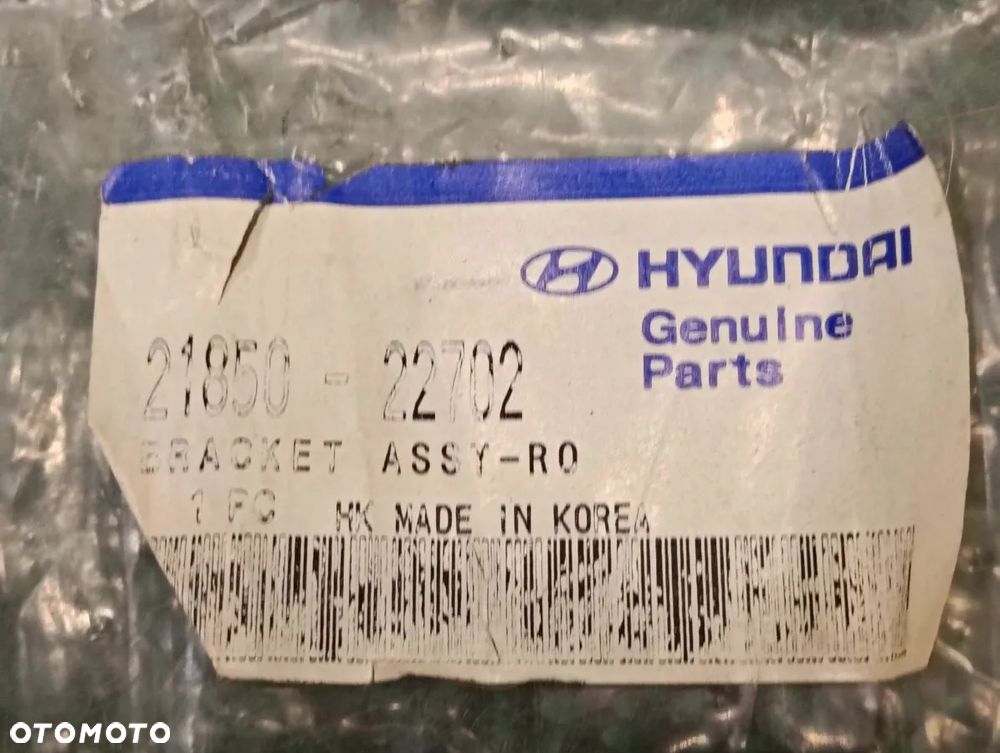 HYUNDAI
Genuine
Parts
21850 - 22702
BRACKET ASSY-RO
1 PC HK MADE IN KOREA
OTOMOTO